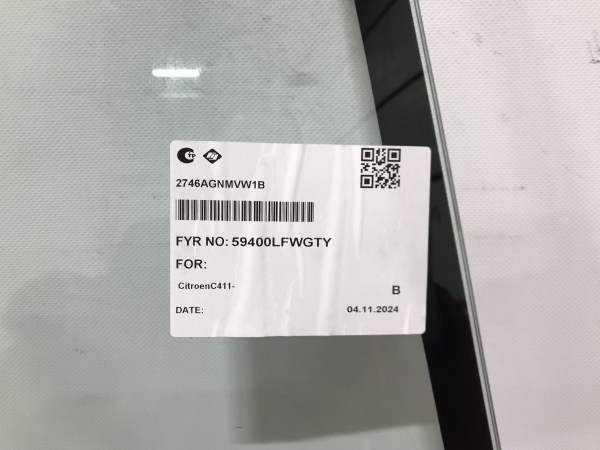 2746AGNMVW1B
FYR NO: 59400LFWGTY
FOR:
CitroenC411-
B
DATE: 04.11.2024